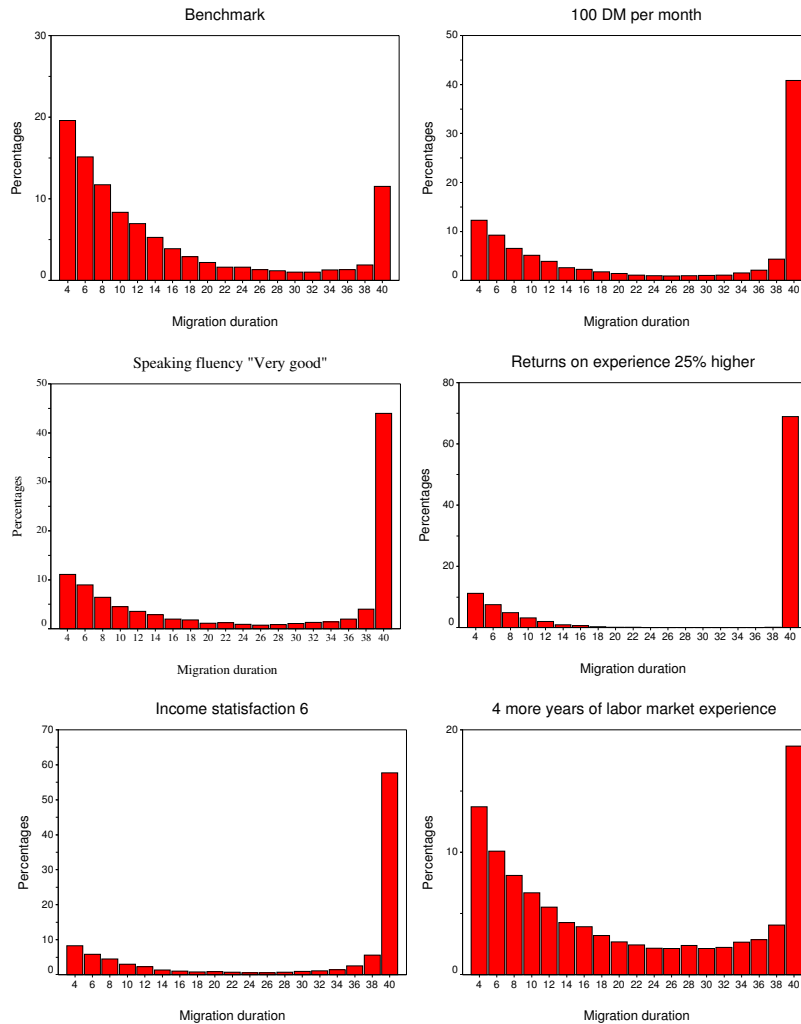 Benchmark
30
20
10
0
Percentages
4 6 8 10 12 14 16 18 20 22 24 26 28 30 32 34 36 38 40
Migration duration
100 DM per month
50
40
30
20
10
0
Percentages
4 6 8 10 12 14 16 18 20 22 24 26 28 30 32 34 36 38 40
Migration duration
Speaking fluency "Very good"
50
40
30
20
10
0
Percentages
4 6 8 10 12 14 16 18 20 22 24 26 28 30 32 34 36 38 40
Migration duration
Returns on experience 25% higher
80
60
40
20
0
Percentages
4 6 8 10 12 14 16 18 20 22 24 26 28 30 32 34 36 38 40
Migration duration
Income statisfaction 6
70
60
50
40
30
20
10
0
Percentages
4 6 8 10 12 14 16 18 20 22 24 26 28 30 32 34 36 38 40
Migration duration
4 more years of labor market experience
20
10
0
Percentages
4 6 8 10 12 14 16 18 20 22 24 26 28 30 32 34 36 38 40
Migration duration